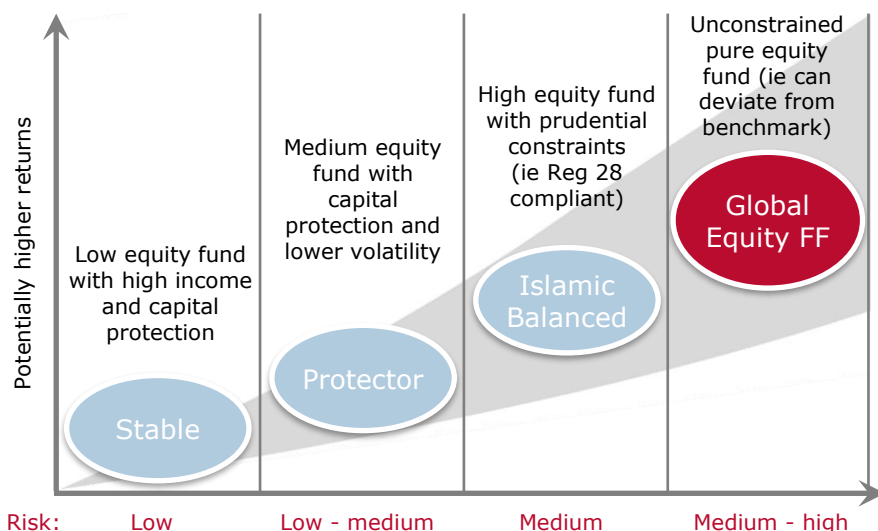 Potentially higher returns
Low equity fund
with high income
and capital
protection
Stable
Medium equity
fund with
capital
protection and
lower volatility
Protector
High equity fund
with prudential
constraints
(ie Reg 28
compliant)
Islamic
Balanced
Unconstrained
pure equity
fund (ie can
deviate from
benchmark)
Global
Equity FF
Risk: Low Low - medium Medium Medium - high